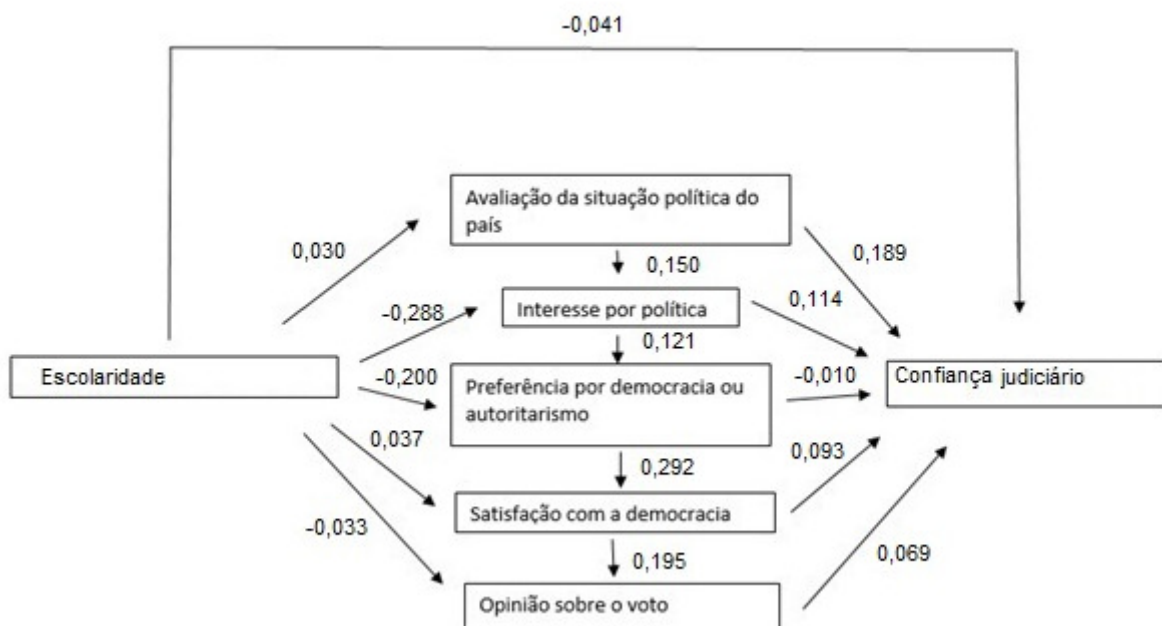 -0,041
Avaliação da situação política do
país
0,030
0,189
0,150
-0,288
Interesse por política
0,114
0,121
Escolaridade
-0,200
Preferência por democracia ou
autoritarismo
-0,010
Confiança judiciário
0,037
0,292
0,093
Satisfação com a democracia
-0,033
0,195
0,069
Opinião sobre o voto